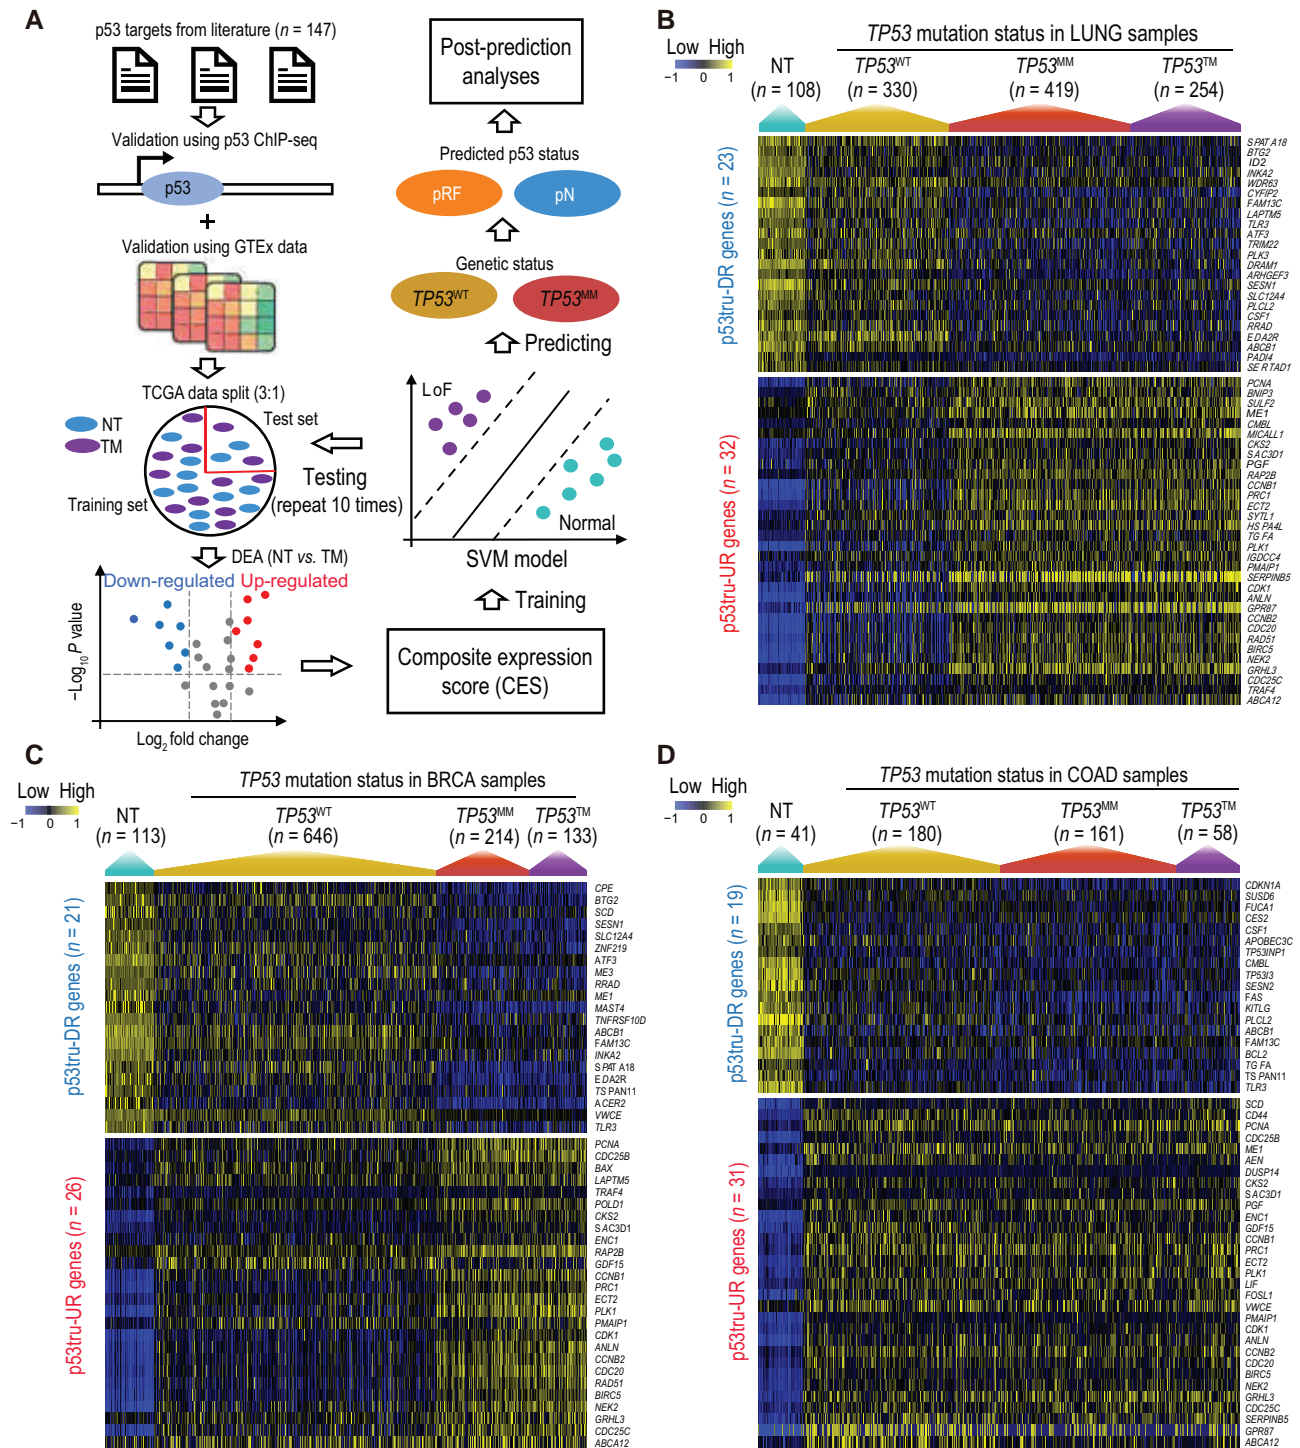 A
p53 targets from literature (n = 147)
Validation using p53 ChIP-seq
p53
+
Validation using GTEx data
TCGA data split (3:1)
NT
TM
Test set
Training set
DEA (NT vs. TM)
Down-regulated
Up-regulated
−Log10 P value
Log2 fold change
Composite expression
score (CES)
Training
SVM model
LoF
Normal
Testing
(repeat 10 times)
Predicting
TP53WT
TP53MM
Genetic status
pRF
pN
Predicted p53 status
Post-prediction
analyses
B
Low High
−1 0 1
TP53 mutation status in LUNG samples
NT
(n = 108)
TP53WT
(n = 330)
TP53MM
(n = 419)
TP53TM
(n = 254)
p53tru-DR genes (n = 23)
SPATA18
BTG2
ID2
INKA2
WDR63
CYFIP2
FAM13C
LAPTM5
TLR3
ATF3
TRIM22
PLK3
DRAM1
ARHGEF3
SESN1
SLC12A4
PLCL2
CSF1
RRAD
EDA2R
ABCB1
PADI4
SERTAD1
p53tru-UR genes (n = 32)
PCNA
BNIP3
SULF2
ME1
CMBL
MICALL1
CKS2
SAC3D1
PGF
RAP2B
CCNB1
PRC1
ECT2
SYTL1
HSPA4L
TGFA
PLK1
IGDCC4
PMAIP1
SERPINB5
CDK1
ANLN
GPR87
CCNB2
CDC20
RAD51
BIRC5
NEK2
GRHL3
CDC25C
TRAF4
ABCA12
C
Low High
−1 0 1
TP53 mutation status in BRCA samples
NT
(n = 113)
TP53WT
(n = 646)
TP53MM
(n = 214)
TP53TM
(n = 133)
p53tru-DR genes (n = 21)
CPE
BTG2
SCD
SESN1
SLC12A4
ZNF219
ATF3
ME3
RRAD
ME1
MAST4
TNFRSF10D
ABCB1
FAM13C
INKA2
SPATA18
EDA2R
TSPAN11
ACER2
VWCE
TLR3
p53tru-UR genes (n = 26)
PCNA
CDC25B
BAX
LAPTM5
TRAF4
POLD1
CKS2
SAC3D1
ENC1
RAP2B
GDF15
CCNB1
PRC1
ECT2
PLK1
PMAIP1
CDK1
ANLN
CCNB2
CDC20
RAD51
BIRC5
NEK2
GRHL3
CDC25C
ABCA12
D
Low High
−1 0 1
TP53 mutation status in COAD samples
NT
(n = 41)
TP53WT
(n = 180)
TP53MM
(n = 161)
TP53TM
(n = 58)
p53tru-DR genes (n = 19)
CDKN1A
SUSD6
FUCA1
CES2
CSF1
APOBEC3C
TP53INP1
CMBL
TP53I3
SESN2
FAS
KITLG
PLCL2
ABCB1
FAM13C
BCL2
TGFA
TSPAN11
TLR3
p53tru-UR genes (n = 31)
SCD
CD44
PCNA
CDC25B
ME1
AEN
DUSP14
CKS2
SAC3D1
PGF
ENC1
GDF15
CCNB1
PRC1
ECT2
PLK1
LIF
FOSL1
VWCE
PMAIP1
CDK1
ANLN
CCNB2
CDC20
BIRC5
NEK2
GRHL3
CDC25C
SERPINB5
GPR87
ABCA12